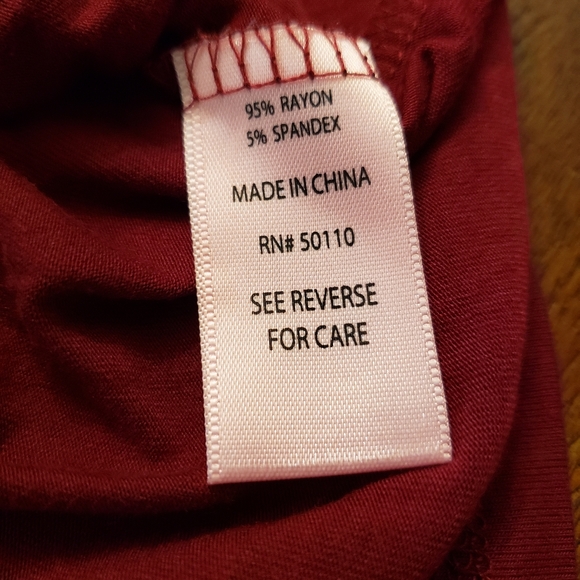 95% RAYON
5% SPANDEX
MADE IN CHINA
RN# 50110
SEE REVERSE
FOR CARE